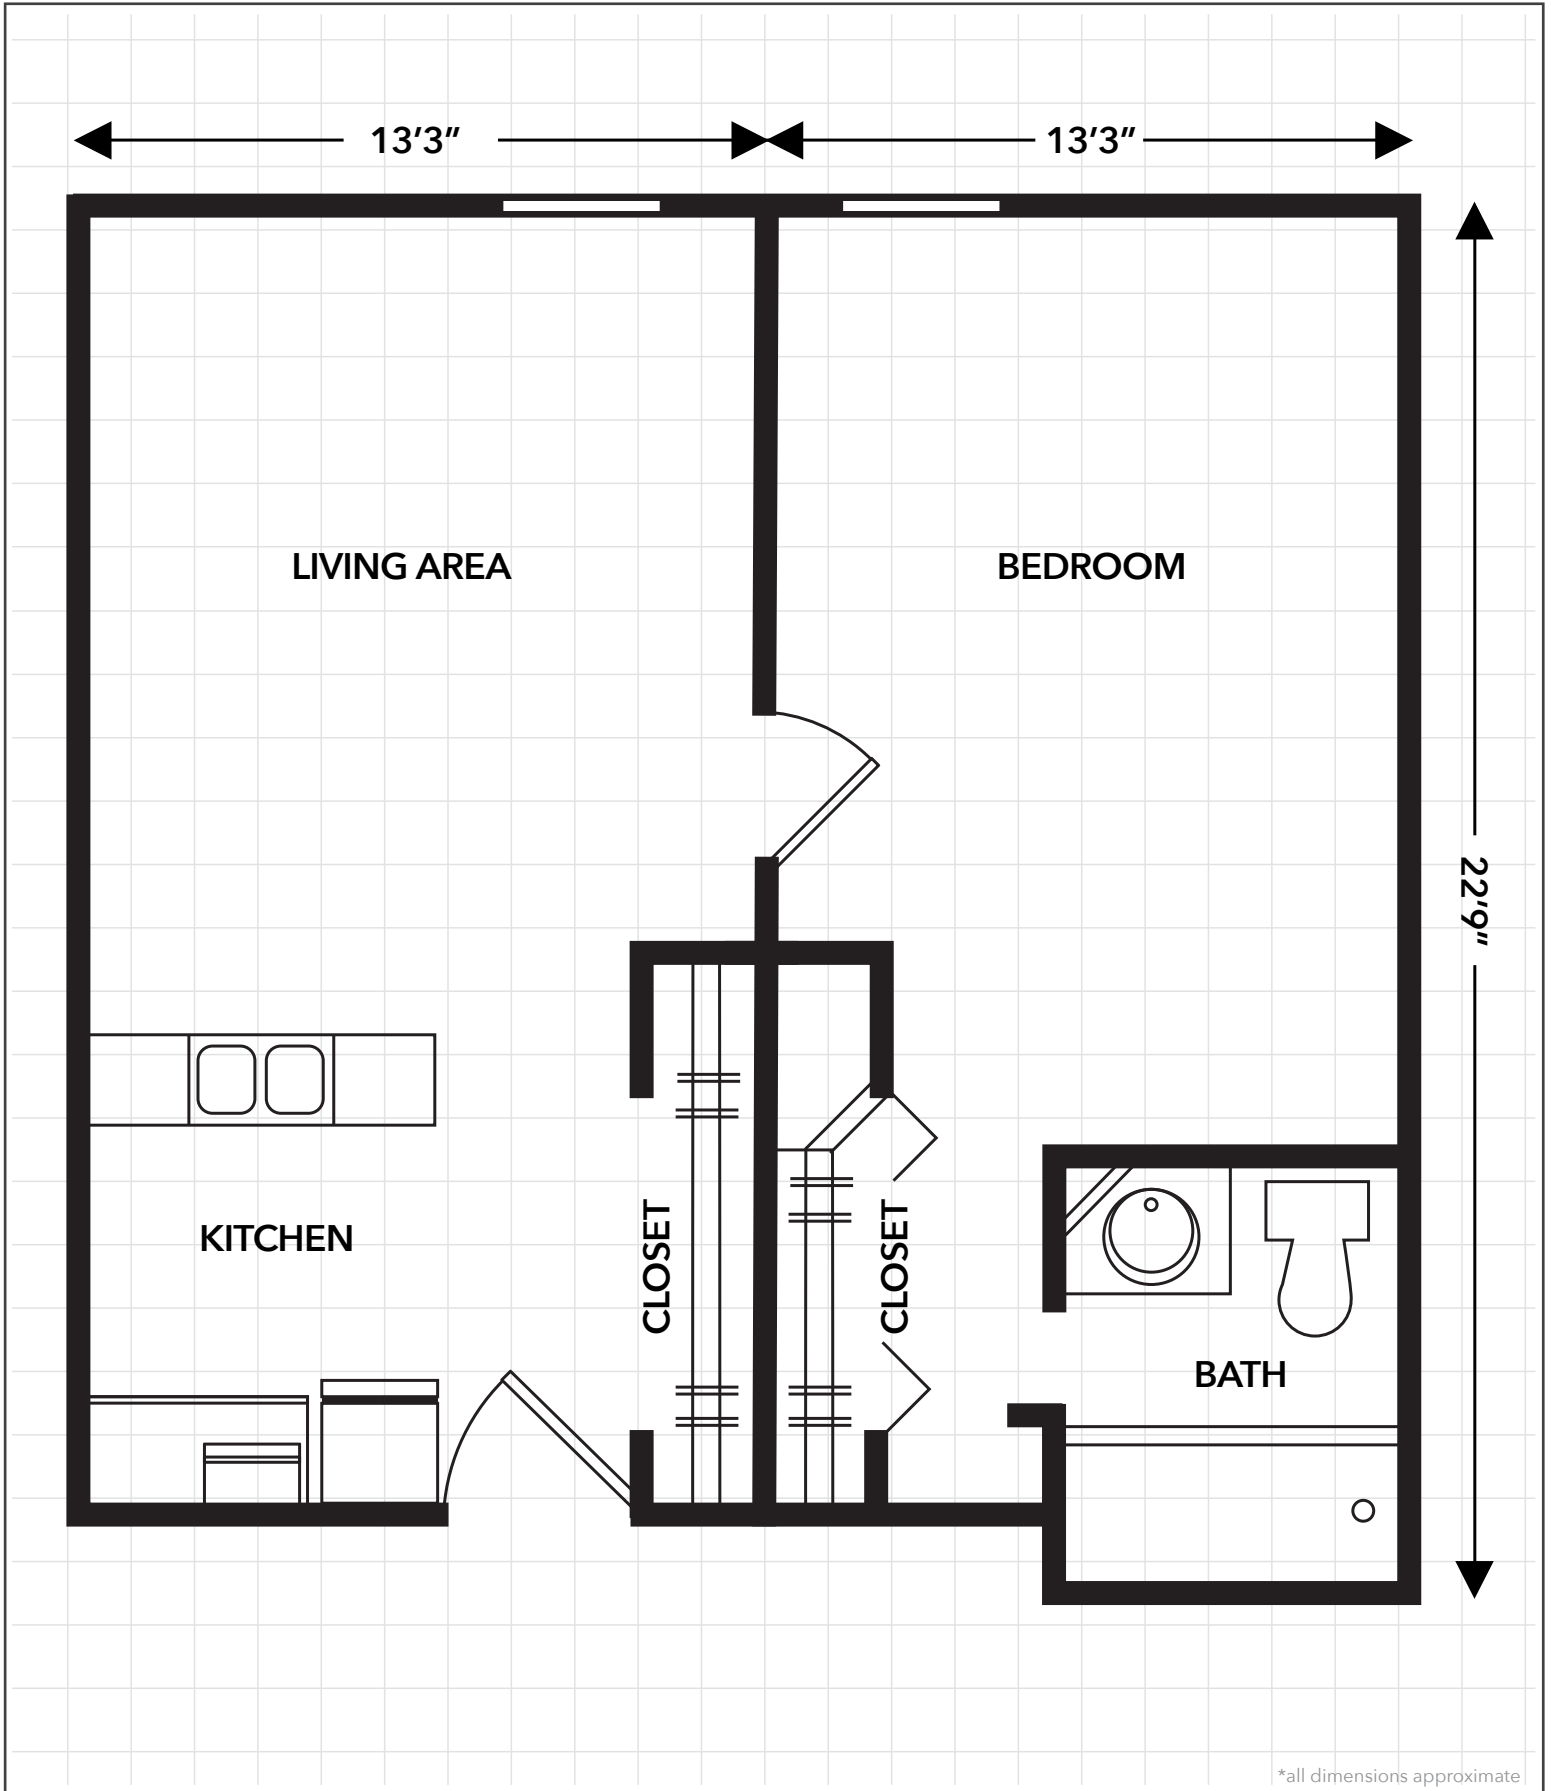 13’3”
13’3”
LIVING AREA
BEDROOM
22’9”
KITCHEN
CLOSET
CLOSET
BATH
*all dimensions approximate